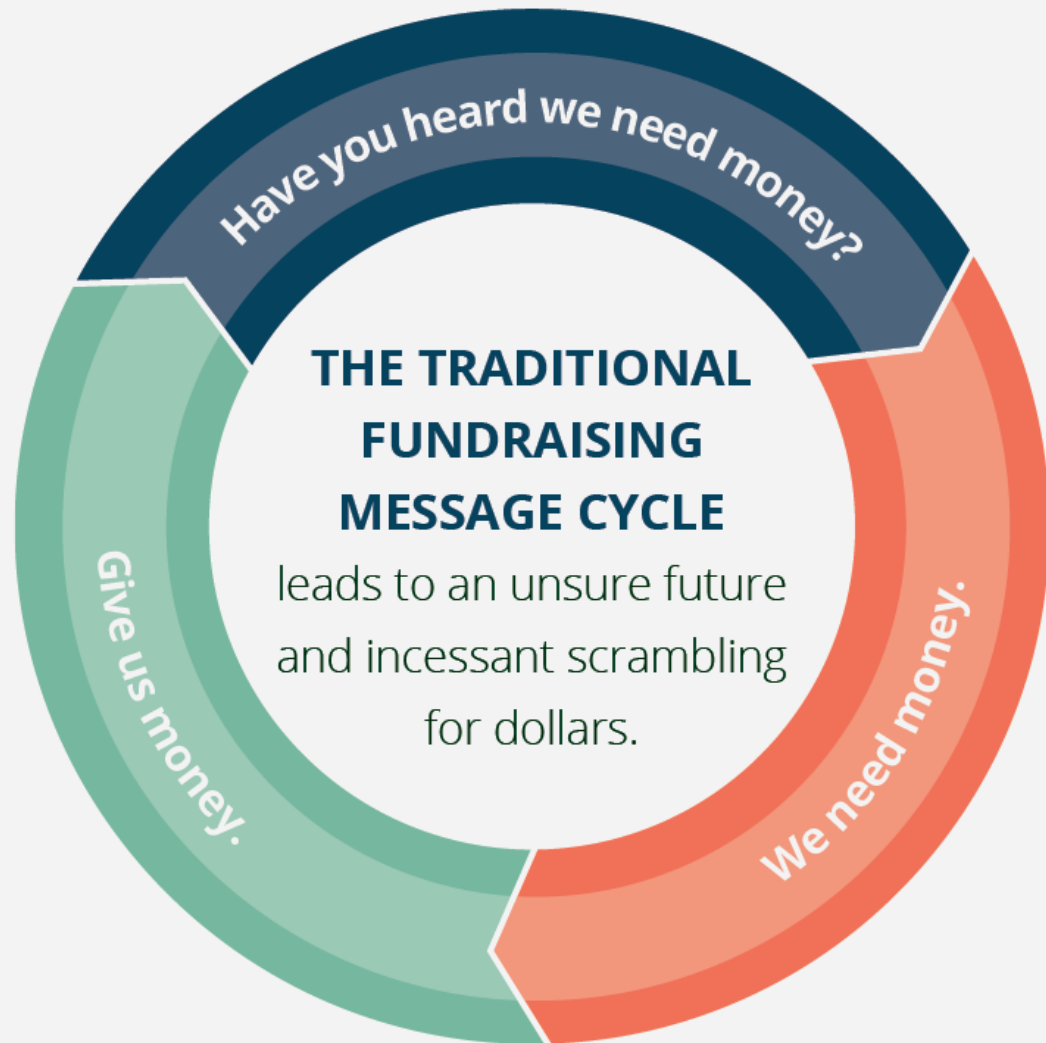 Have you heard we need money?
THE TRADITIONAL
FUNDRAISING
MESSAGE CYCLE
leads to an unsure future
and incessant scrambling
for dollars.
We need money.
Give us money.